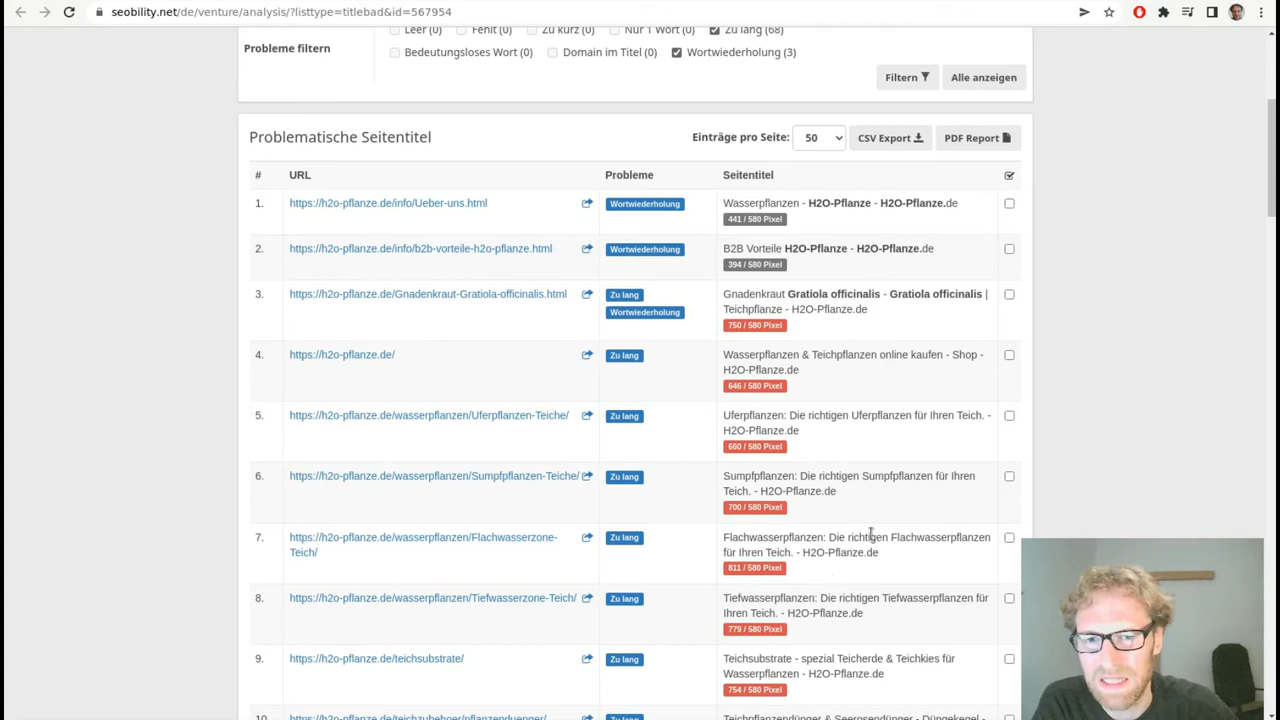 seobility.net/de/venture/analysis/?listtype=titlebad&id=567954
Probleme filtern
Leer (0) Fehlt (0) Zu kurz (0) Nur 1 Wort (0) Zu lang (68)
Bedeutungsloses Wort (0) Domain im Titel (0) Wortwiederholung (3)
Filtern Alle anzeigen
Problematische Seitentitel
Einträge pro Seite: 50 CSV Export PDF Report
# URL Probleme Seitentitel
1. https://h2o-pflanze.de/info/Ueber-uns.html Wortwiederholung Wasserpflanzen - H2O-Pflanze - H2O-Pflanze.de
441 / 580 Pixel
2. https://h2o-pflanze.de/info/b2b-vorteile-h2o-pflanze.html Wortwiederholung B2B Vorteile H2O-Pflanze - H2O-Pflanze.de
394 / 580 Pixel
3. https://h2o-pflanze.de/Gnadenkraut-Gratiola-officinalis.html Zu lang Gnadenkraut Gratiola officinalis - Gratiola officinalis |
Wortwiederholung Teichpflanze - H2O-Pflanze.de
750 / 580 Pixel
4. https://h2o-pflanze.de/ Zu lang Wasserpflanzen & Teichpflanzen online kaufen - Shop -
H2O-Pflanze.de
646 / 580 Pixel
5. https://h2o-pflanze.de/wasserpflanzen/Uferpflanzen-Teiche/ Zu lang Uferpflanzen: Die richtigen Uferpflanzen für Ihren Teich. -
H2O-Pflanze.de
660 / 580 Pixel
6. https://h2o-pflanze.de/wasserpflanzen/Sumpfpflanzen-Teiche/ Zu lang Sumpfpflanzen: Die richtigen Sumpfpflanzen für Ihren
Teich. - H2O-Pflanze.de
700 / 580 Pixel
7. https://h2o-pflanze.de/wasserpflanzen/Flachwasserzone- Zu lang Flachwasserpflanzen: Die richtigen Flachwasserpflanzen
Teich/ für Ihren Teich. - H2O-Pflanze.de
811 / 580 Pixel
8. https://h2o-pflanze.de/wasserpflanzen/Tiefwasserzone-Teich/ Zu lang Tiefwasserpflanzen: Die richtigen Tiefwasserpflanzen für
Ihren Teich. - H2O-Pflanze.de
779 / 580 Pixel
9. https://h2o-pflanze.de/teichsubstrate/ Zu lang Teichsubstrate - spezial Teicherde & Teichkies für
Wasserpflanzen - H2O-Pflanze.de
754 / 580 Pixel
10. https://h2o-pflanze.de/teichzubehoer/pflanzenduenger/ Zu lang Teichpflanzendünger & Seerosendünger - Düngekegel -